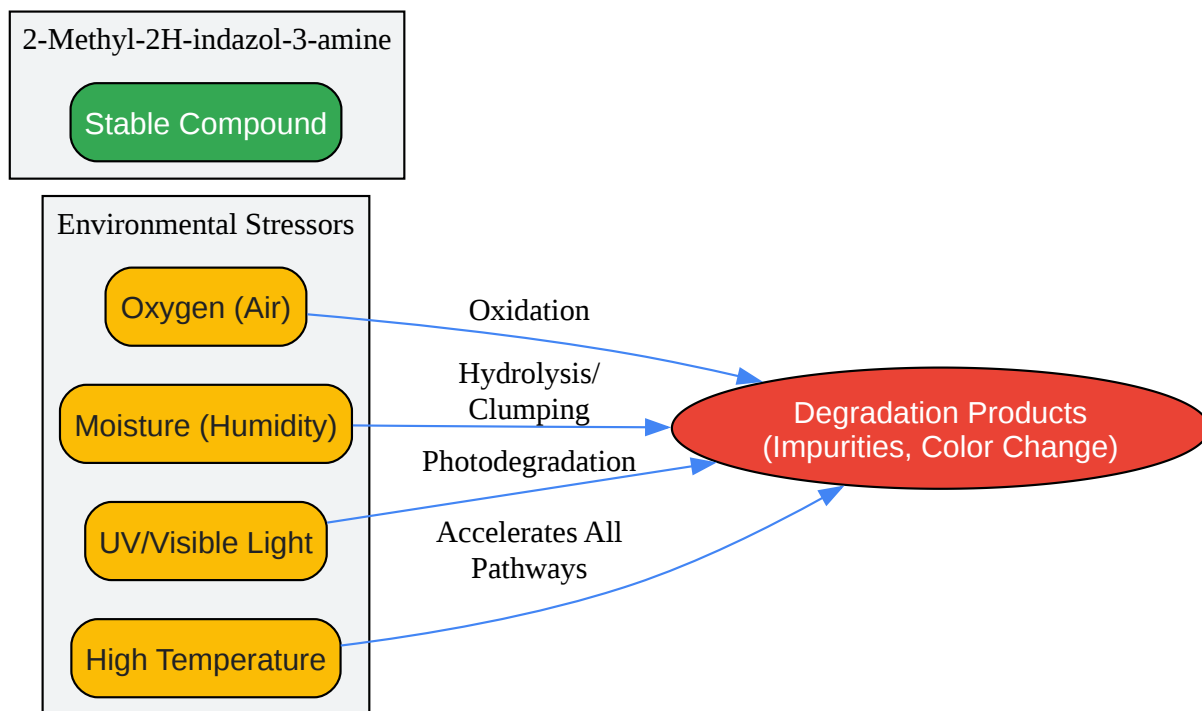 2-Methyl-2H-indazol-3-amine
Stable Compound
Environmental Stressors
Oxygen (Air)
Oxidation
Moisture (Humidity)
Hydrolysis/
Clumping
UV/Visible Light
Photodegradation
High Temperature
Accelerates All
Pathways
Degradation Products
(Impurities, Color Change)